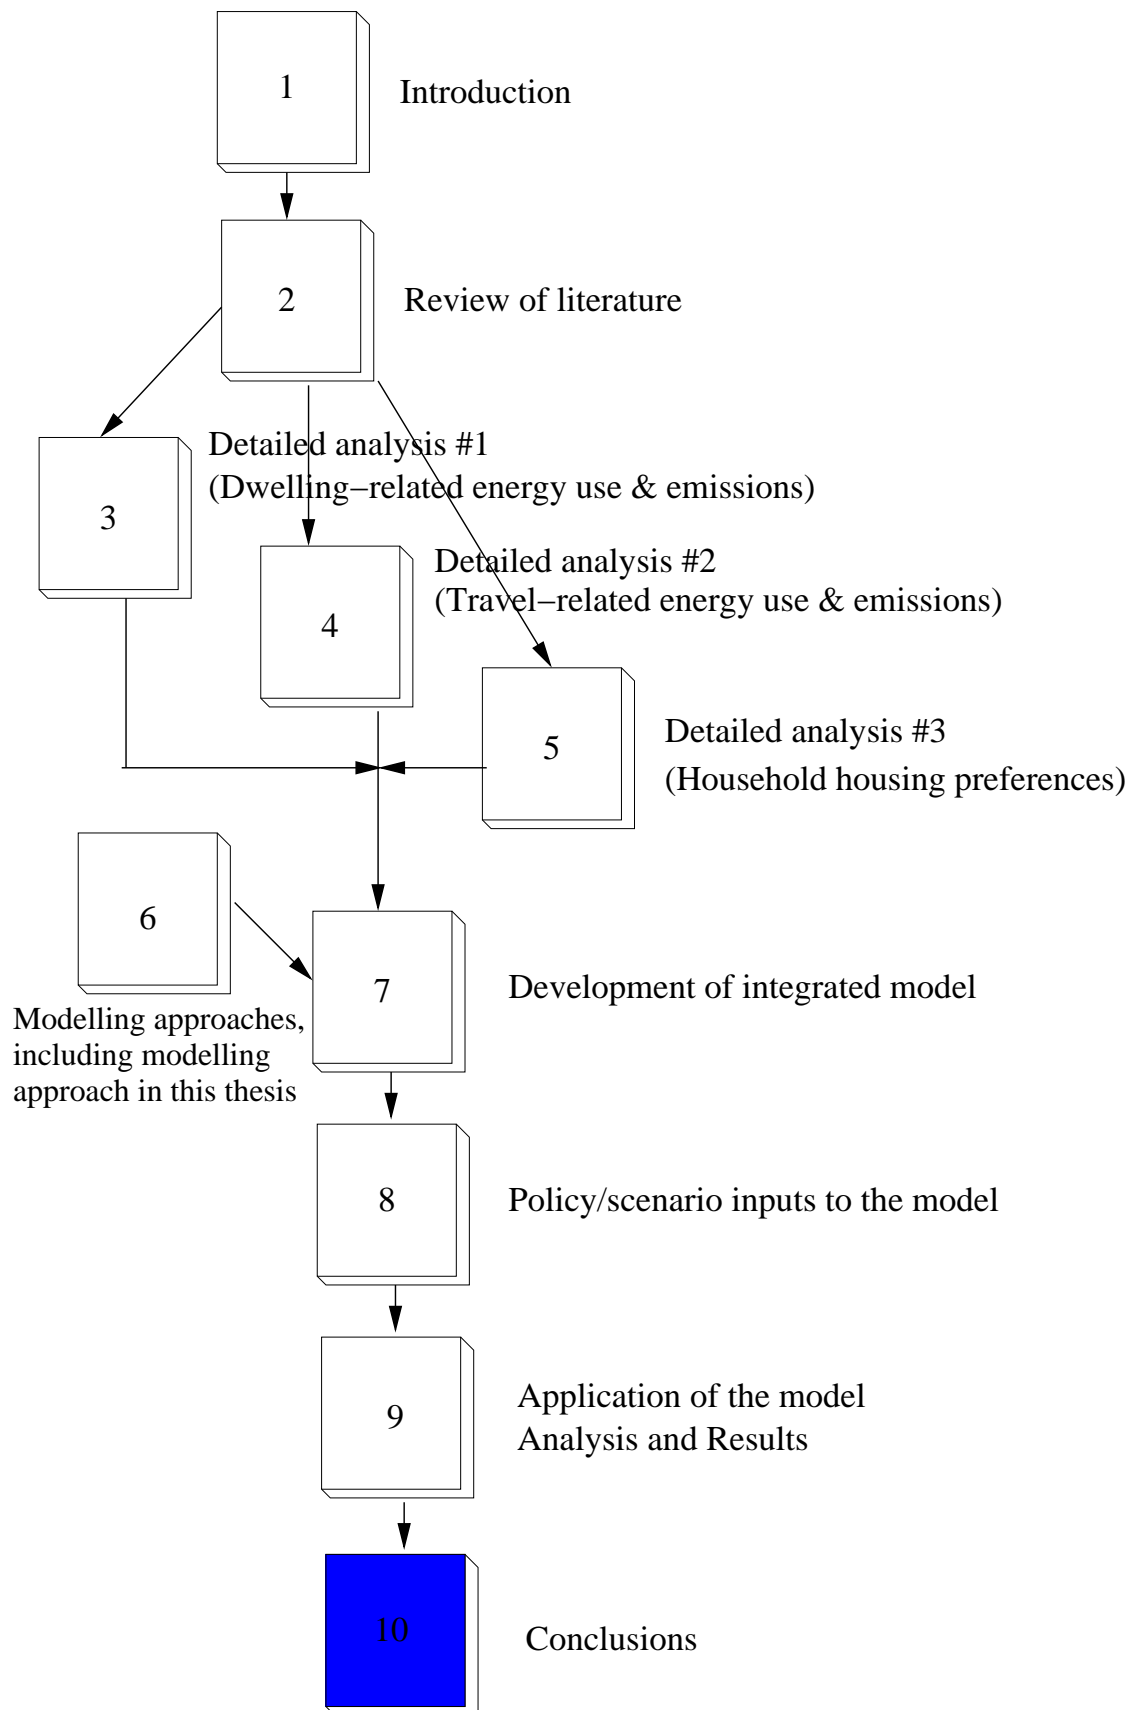 1
Introduction
2
Review of literature
3
Detailed analysis #1
(Dwelling−related energy use & emissions)
4
Detailed analysis #2
(Travel−related energy use & emissions)
5
Detailed analysis #3
(Household housing preferences)
6
Modelling approaches,
including modelling
approach in this thesis
7
Development of integrated model
8
Policy/scenario inputs to the model
9
Application of the model
Analysis and Results
10
Conclusions